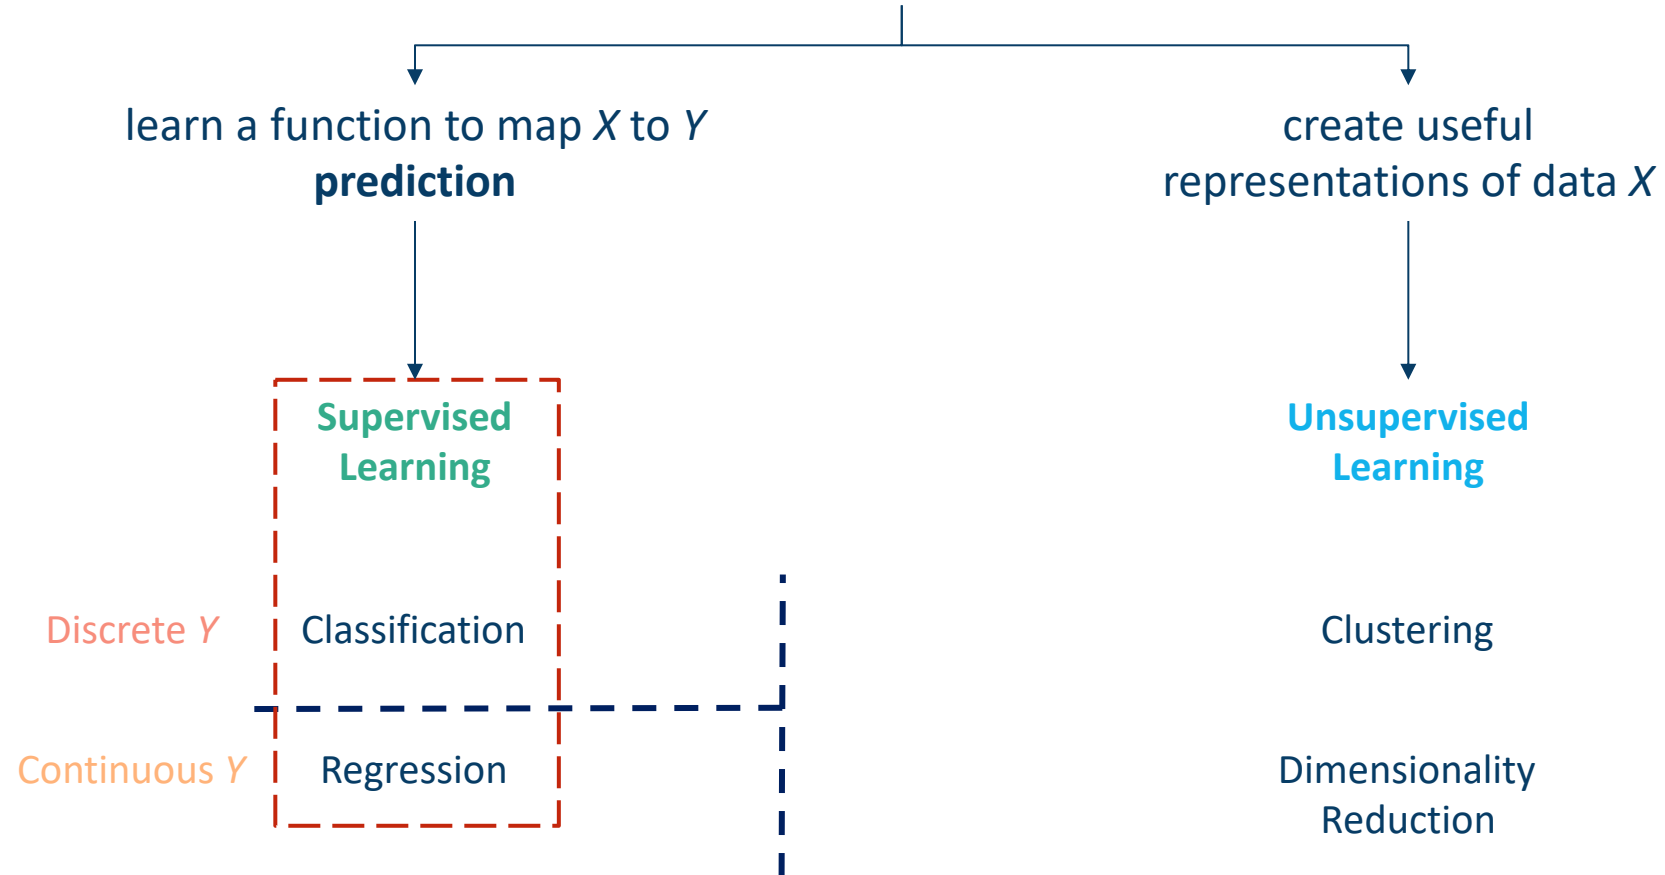 learn a function to map X to Y
prediction
create useful
representations of data X
Supervised
Learning
Unsupervised
Learning
Discrete Y
Classification
Clustering
Continuous Y
Regression
Dimensionality
Reduction